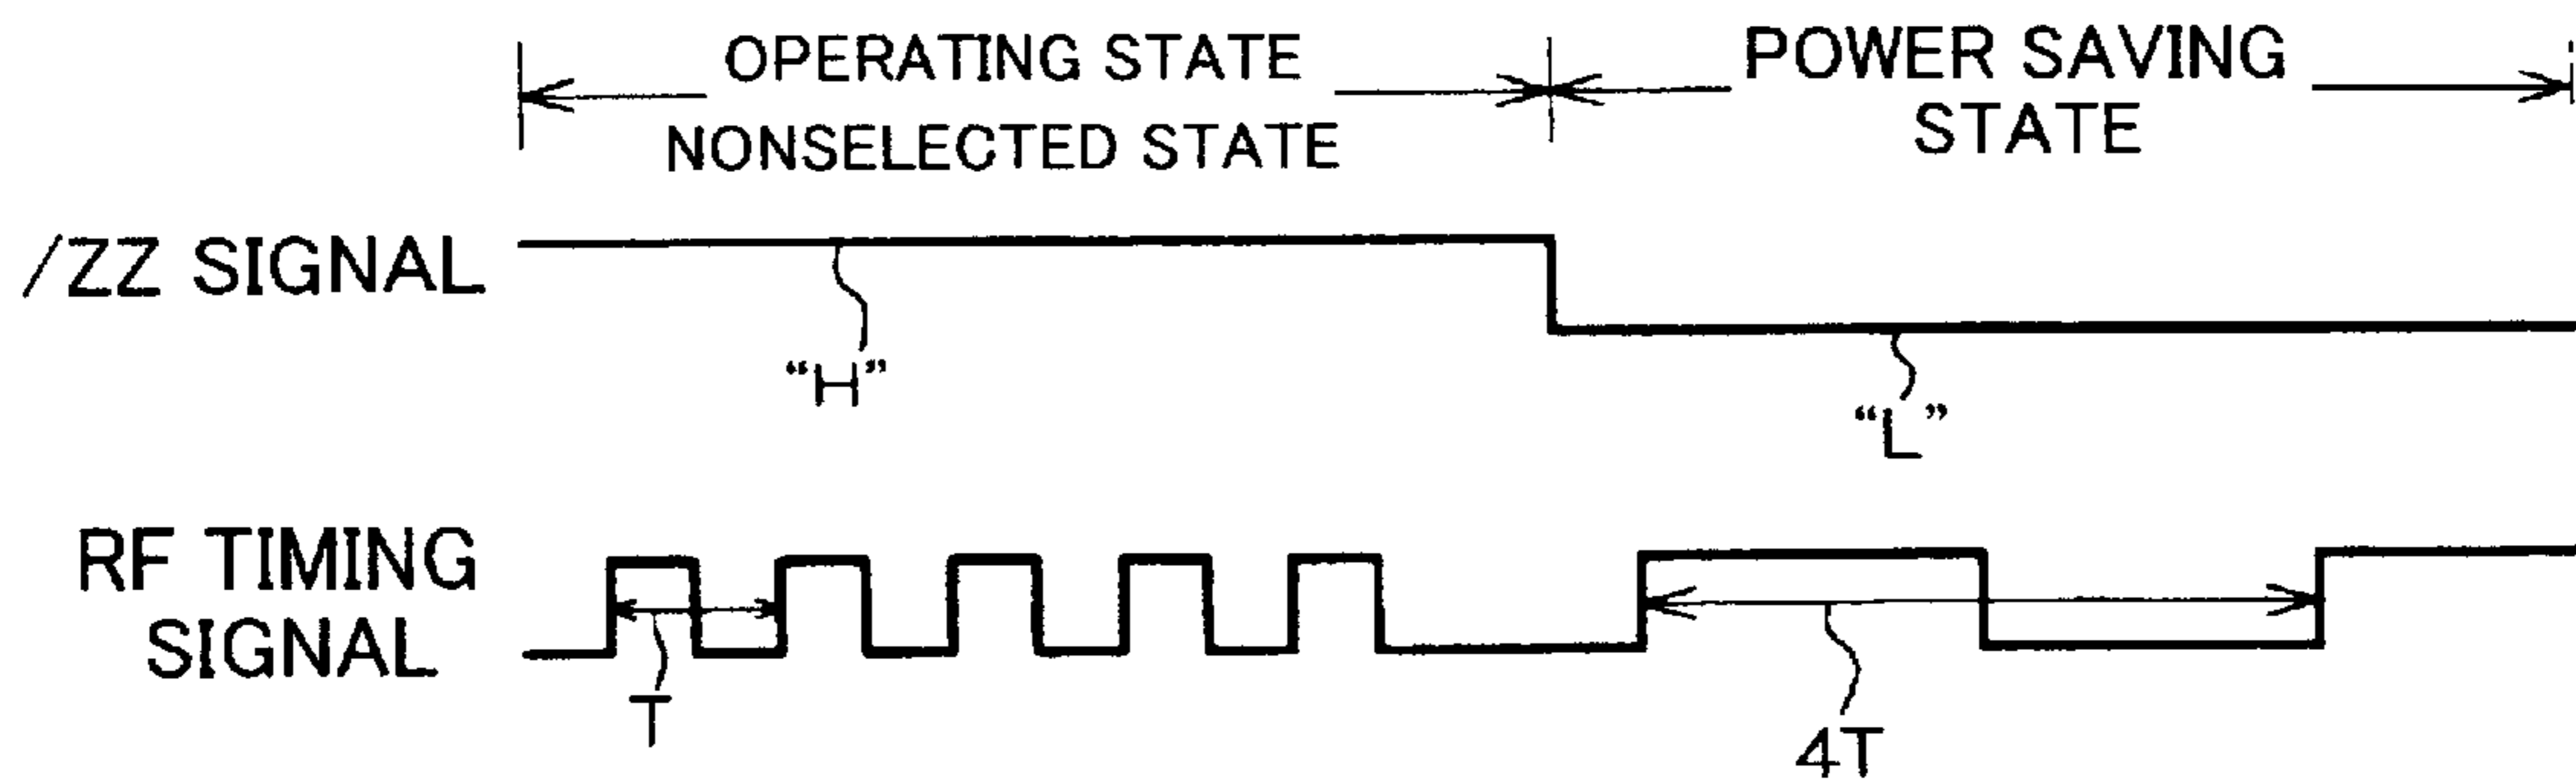 OPERATING STATE
NONSELECTED STATE
POWER SAVING
STATE
/ZZ SIGNAL
“H”
“L”
RF TIMING
SIGNAL
T
4T